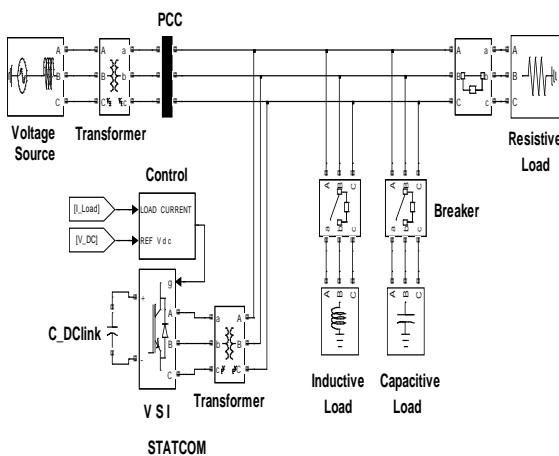 PCC
A A a A a A
B B b B b B
C C c C c C
Voltage
Source
Transformer
Resistive
Load
Control
[I_Load]
LOAD CURRENT
[V_DC]
REF Vdc
A B C
a b c
A B C
a b c
Breaker
g
+
-
A
B
C
a A
b B
c C
C_DClink
A B C
A B C
V S I
Transformer
Inductive
Load
Capacitive
Load
STATCOM